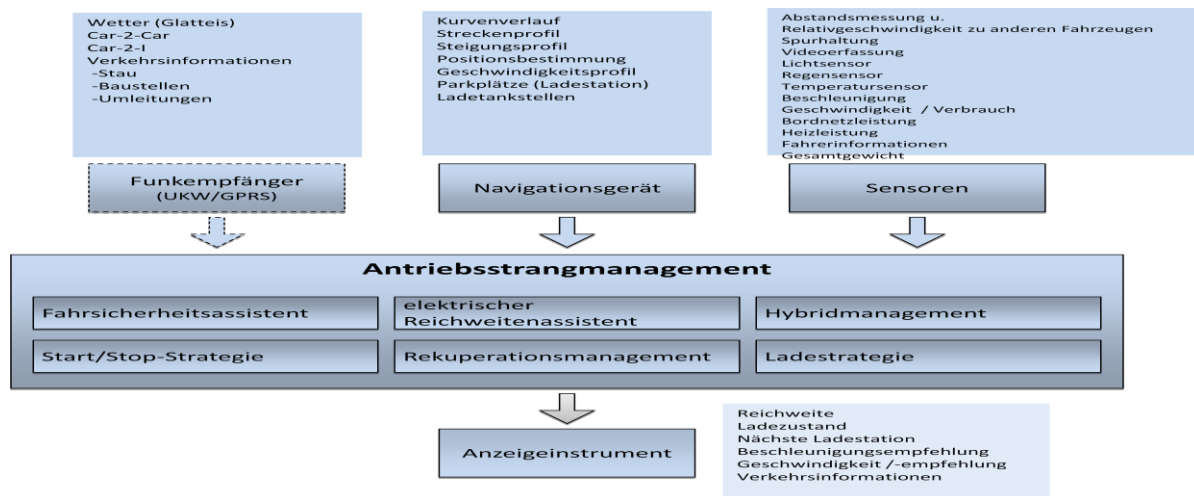 Wetter (Glatteis)
Car-2-Car
Car-2-I
Verkehrsinformationen
-Stau
-Baustellen
-Umleitungen
Kurvenverlauf
Streckenprofil
Steigungsprofil
Positionsbestimmung
Geschwindigkeitsprofil
Parkplätze (Ladestation)
Ladetankstellen
Abstandsmessung u.
Relativgeschwindigkeit zu anderen Fahrzeugen
Spurhaltung
Videoerfassung
Lichtsensor
Regensensor
Temperatursensor
Beschleunigung
Geschwindigkeit / Verbrauch
Bordnetzleistung
Heizleistung
Fahrerinformationen
Gesamtgewicht
Funkempfänger
(UKW/GPRS)
Navigationsgerät
Sensoren
Antriebsstrangmanagement
Fahrsicherheitsassistent
elektrischer
Reichweitenassistent
Hybridmanagement
Start/Stop-Strategie
Rekuperationsmanagement
Ladestrategie
Anzeigeinstrument
Reichweite
Ladezustand
Nächste Ladestation
Beschleunigungsempfehlung
Geschwindigkeit /-empfehlung
Verkehrsinformationen